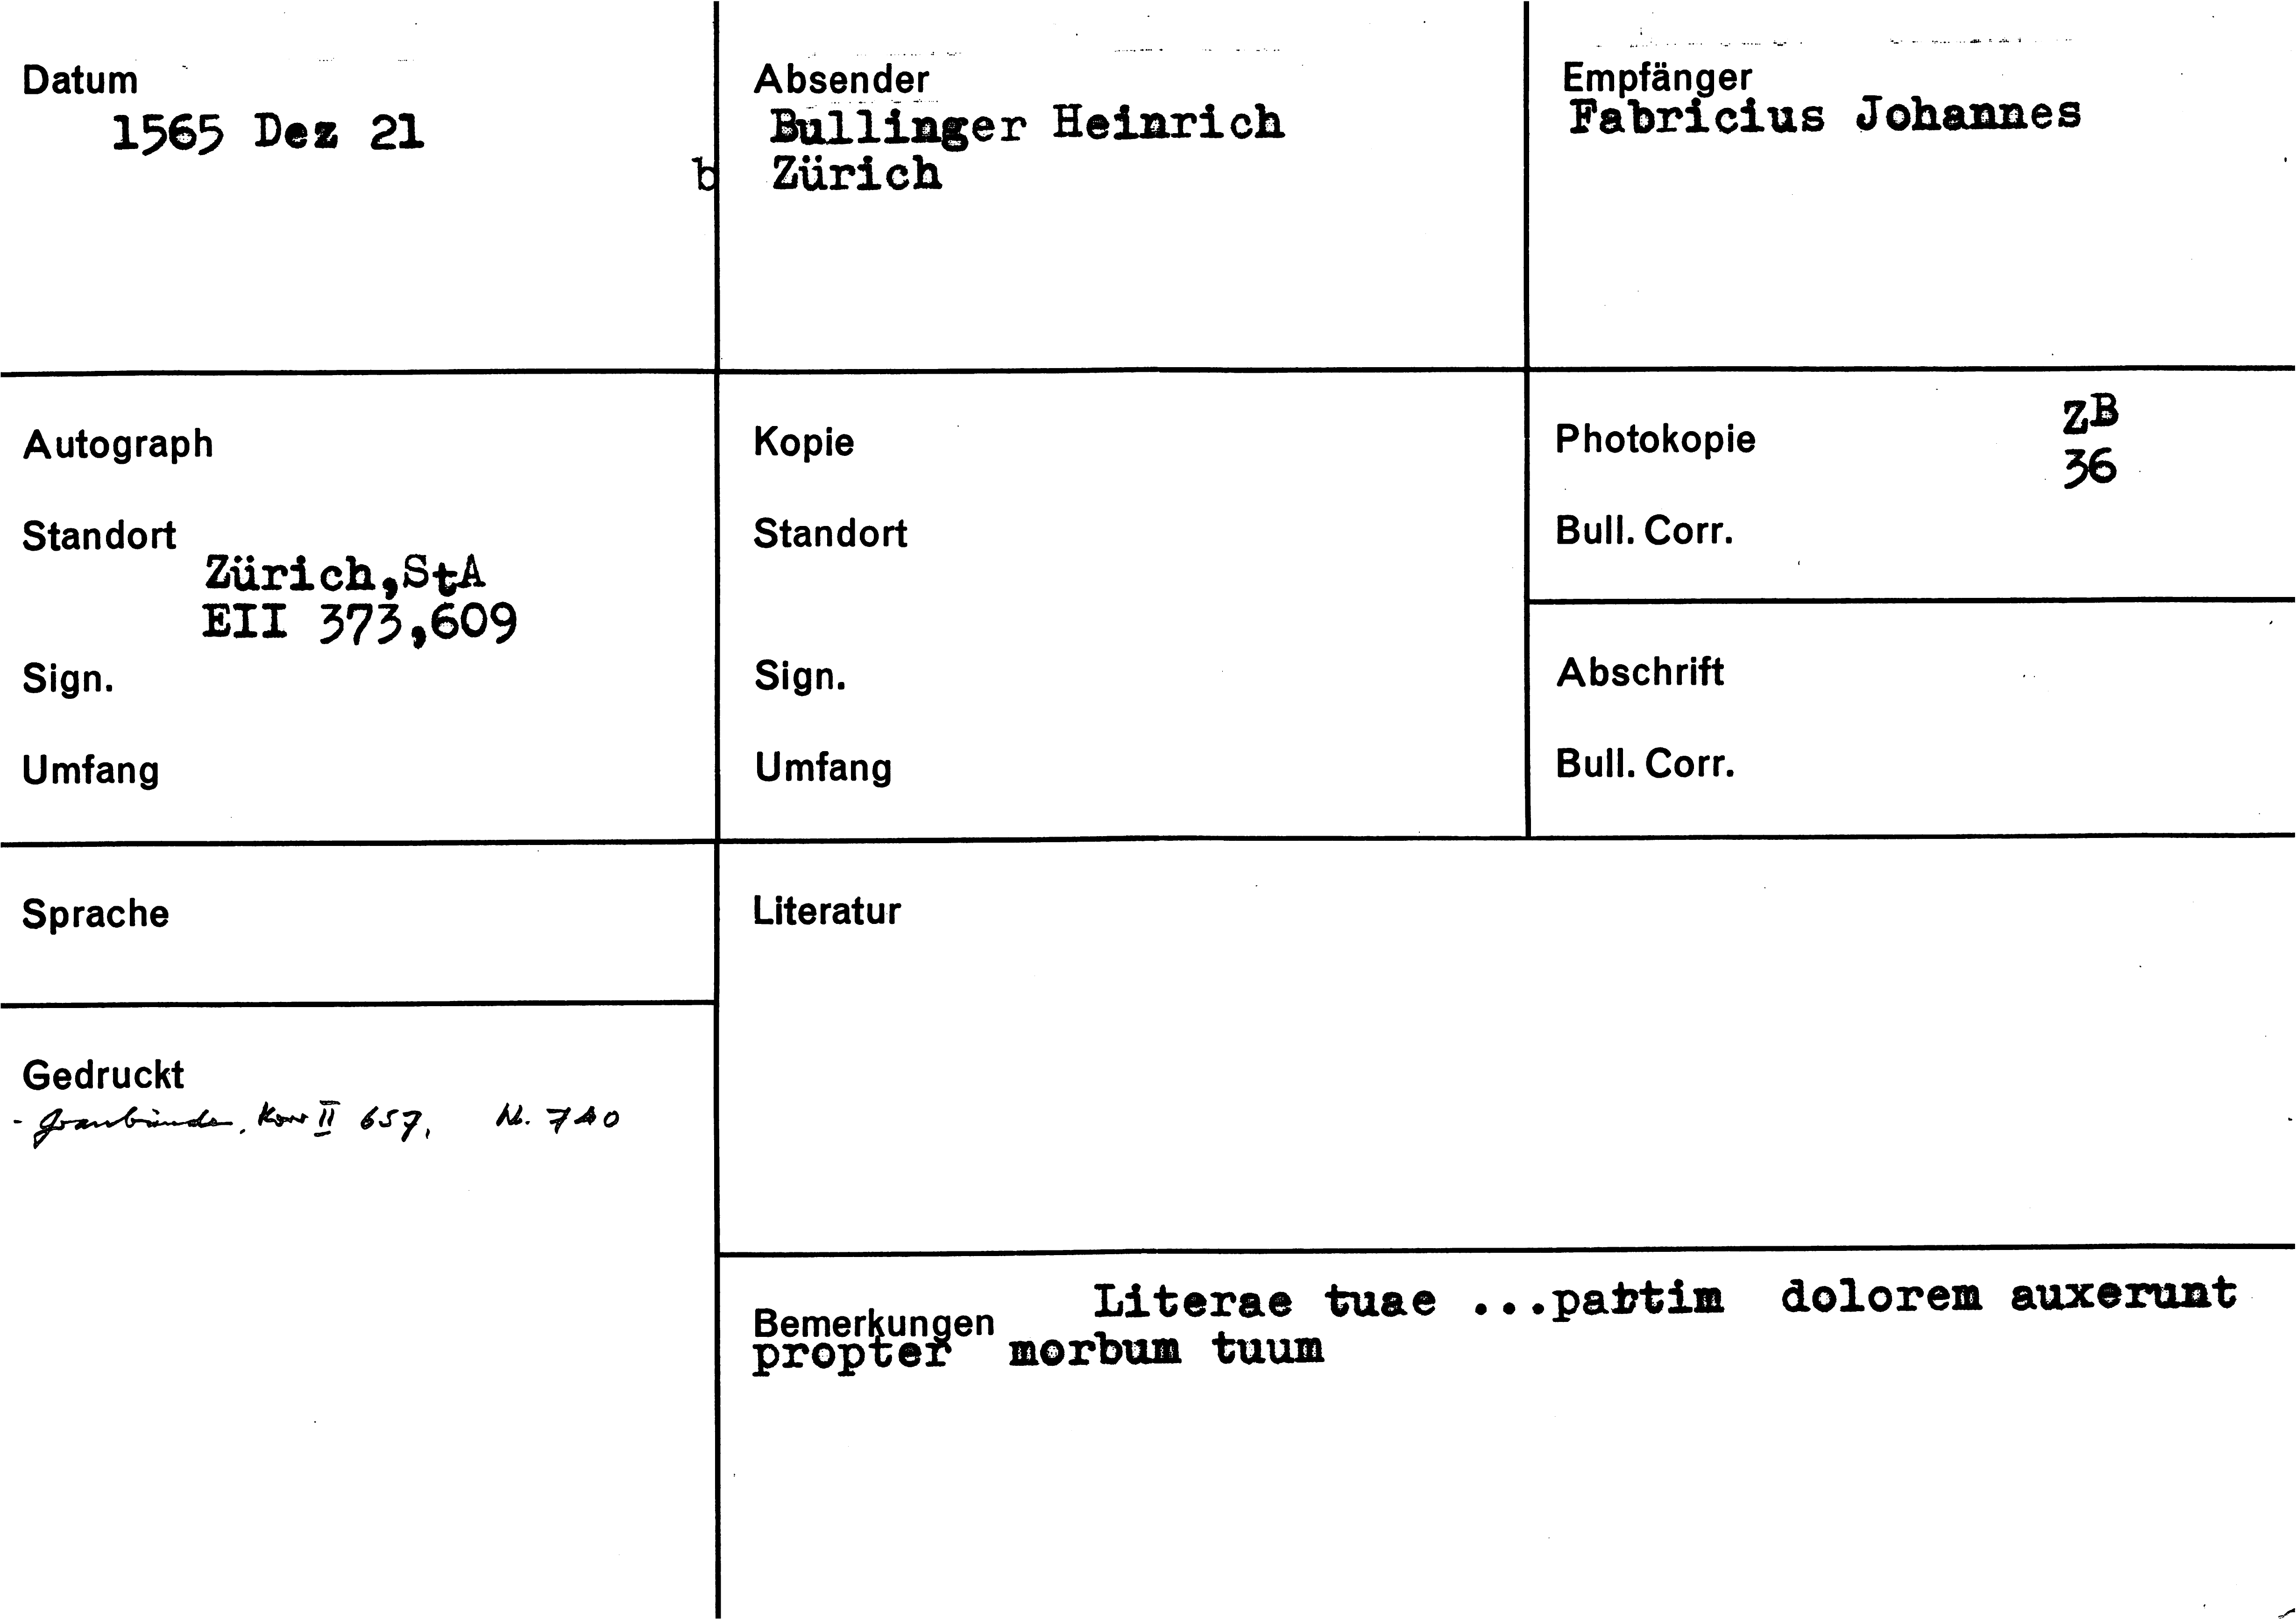 Datum
1565 Dez 21
Absender
Bullinger Heinrich
b Zürich
Empfänger
Fabricius Johannes
Autograph
Standort
Zürich,StA
EII 373,609
Sign.
Umfang
Kopie
Standort
Sign.
Umfang
Photokopie
ZB
36
Bull. Corr.
Abschrift
Bull. Corr.
Sprache
Literatur
Gedruckt
- Graubünden, Korr II 657, Nr.
Bemerkungen
Literae tuae ...partim dolorem auxerunt
propter morbum tuum